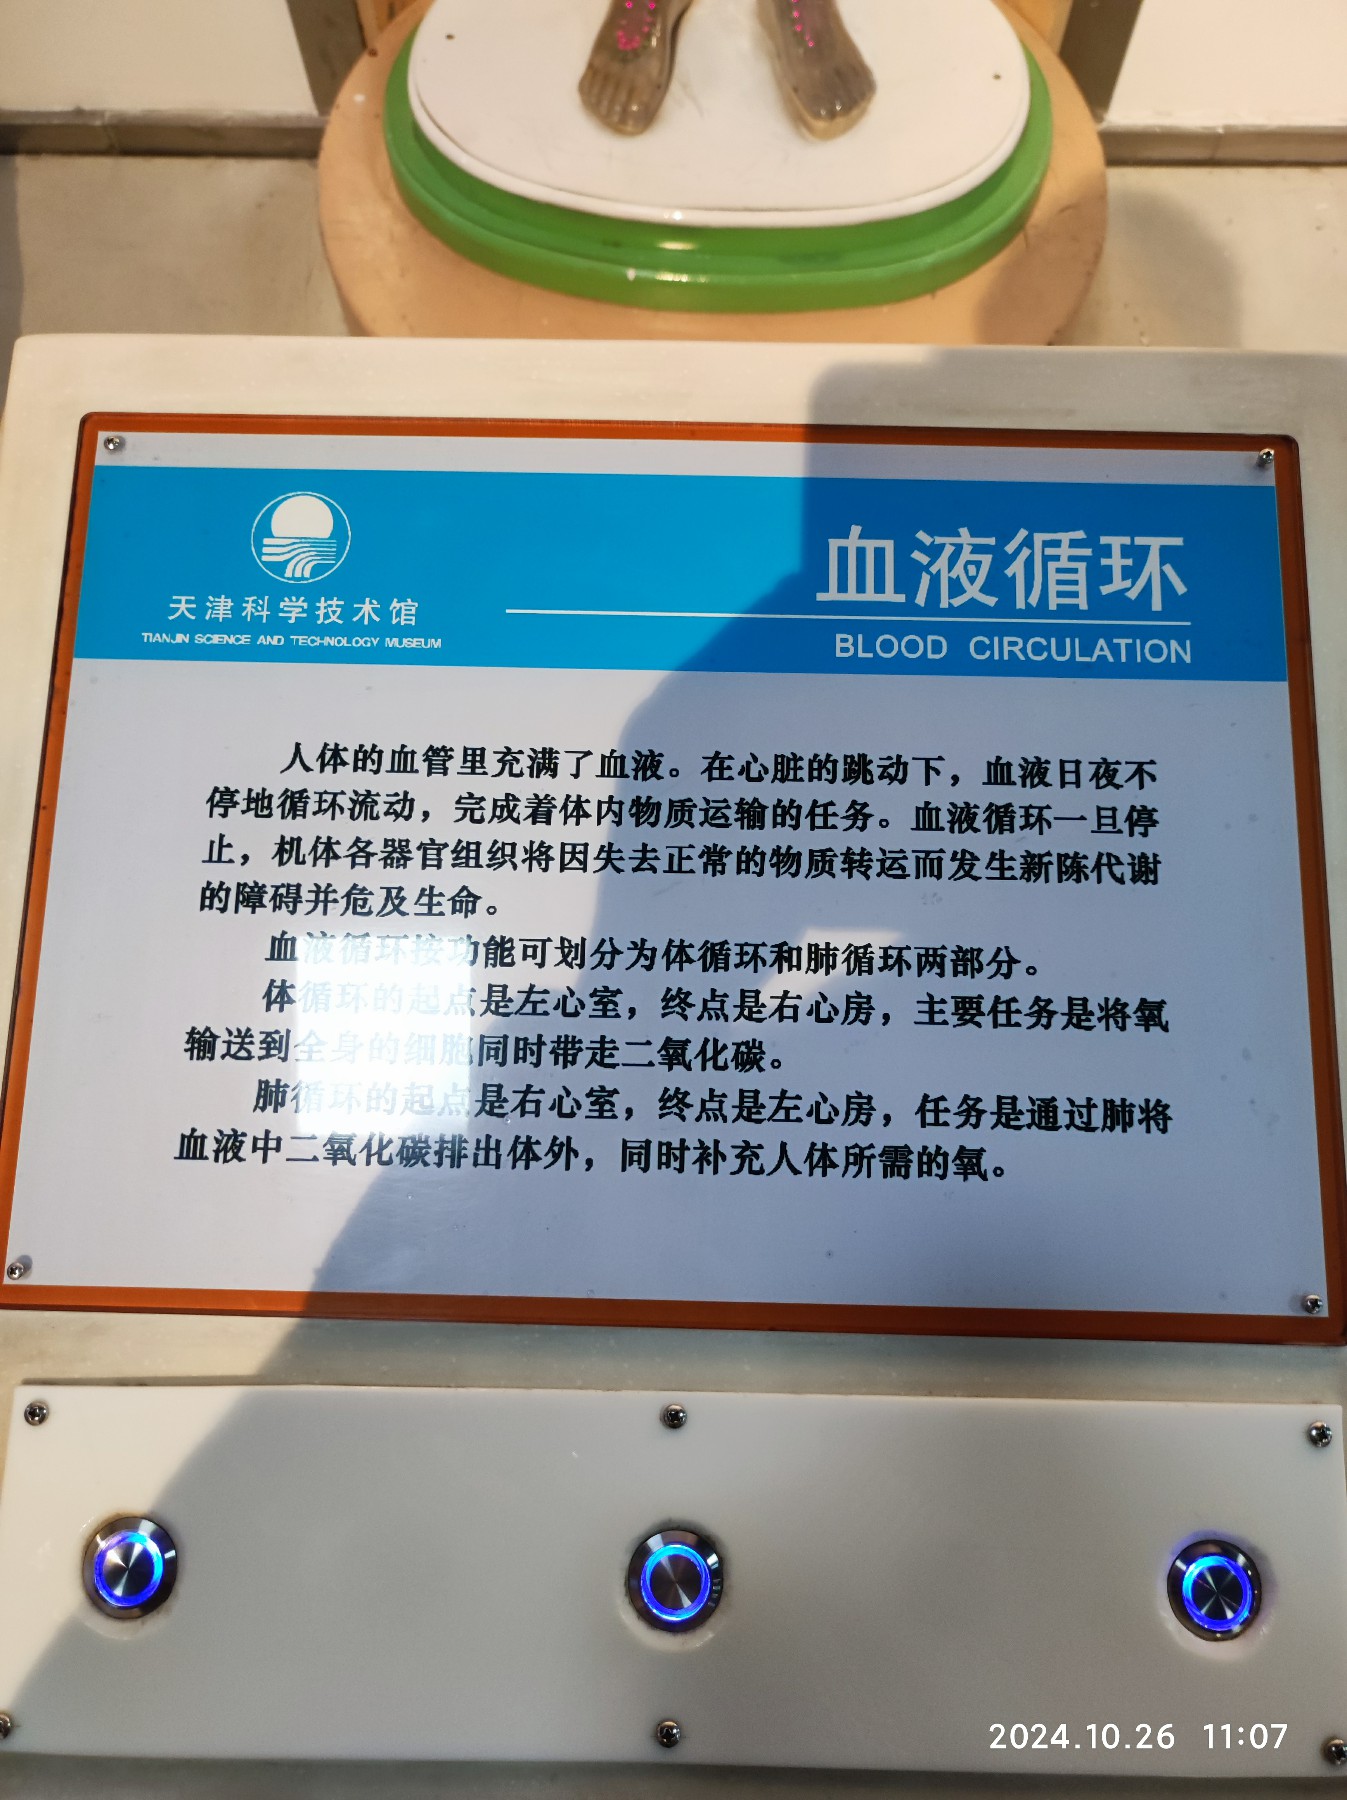 天津科学技术馆
TIANJIN SCIENCE AND TECHNOLOGY MUSEUM
血液循环
BLOOD CIRCULATION
人体的血管里充满了血液。在心脏的跳动下，血液日夜不
停地循环流动，完成着体内物质运输的任务。血液循环一旦停
止，机体各器官组织将因失去正常的物质转运而发生新陈代谢
的障碍并危及生命。
血液循环按功能可划分为体循环和肺循环两部分。
体循环的起点是左心室，终点是右心房，主要任务是将氧
输送到全身的细胞同时带走二氧化碳。
肺循环的起点是右心室，终点是左心房，任务是通过肺将
血液中二氧化碳排出体外，同时补充人体所需的氧。
2024.10.26 11:07